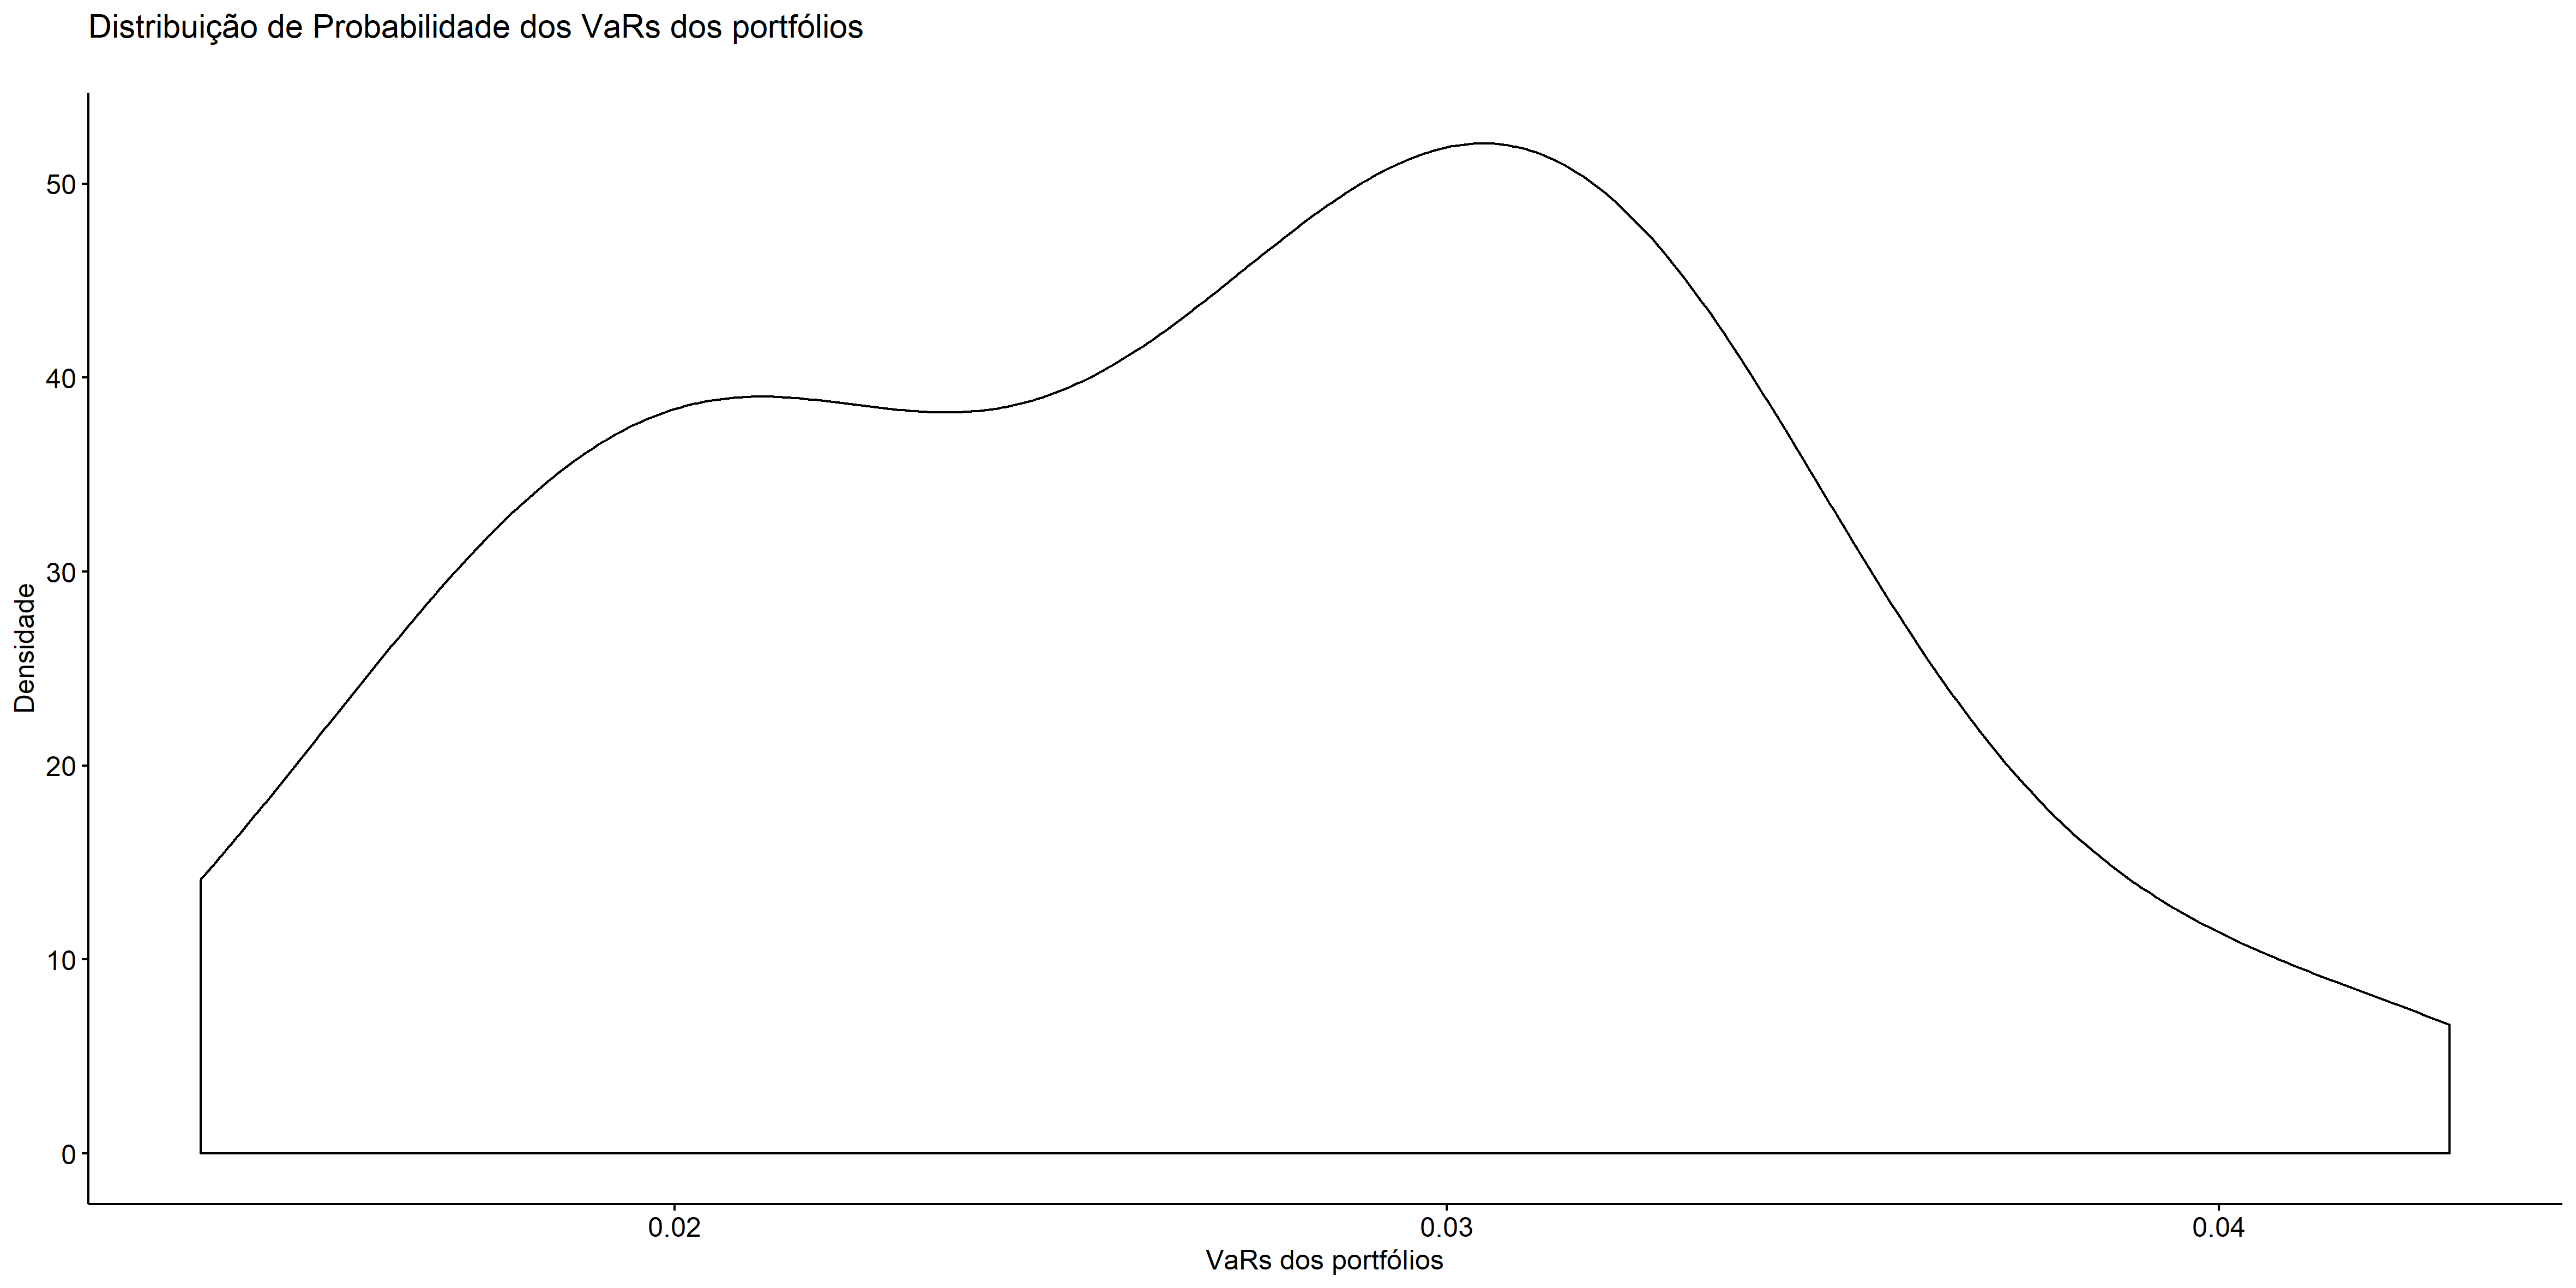 Distribuição de Probabilidade dos VaRs dos portfólios
50
40
30
20
10
0
Densidade
0.02 0.03 0.04
VaRs dos portfólios